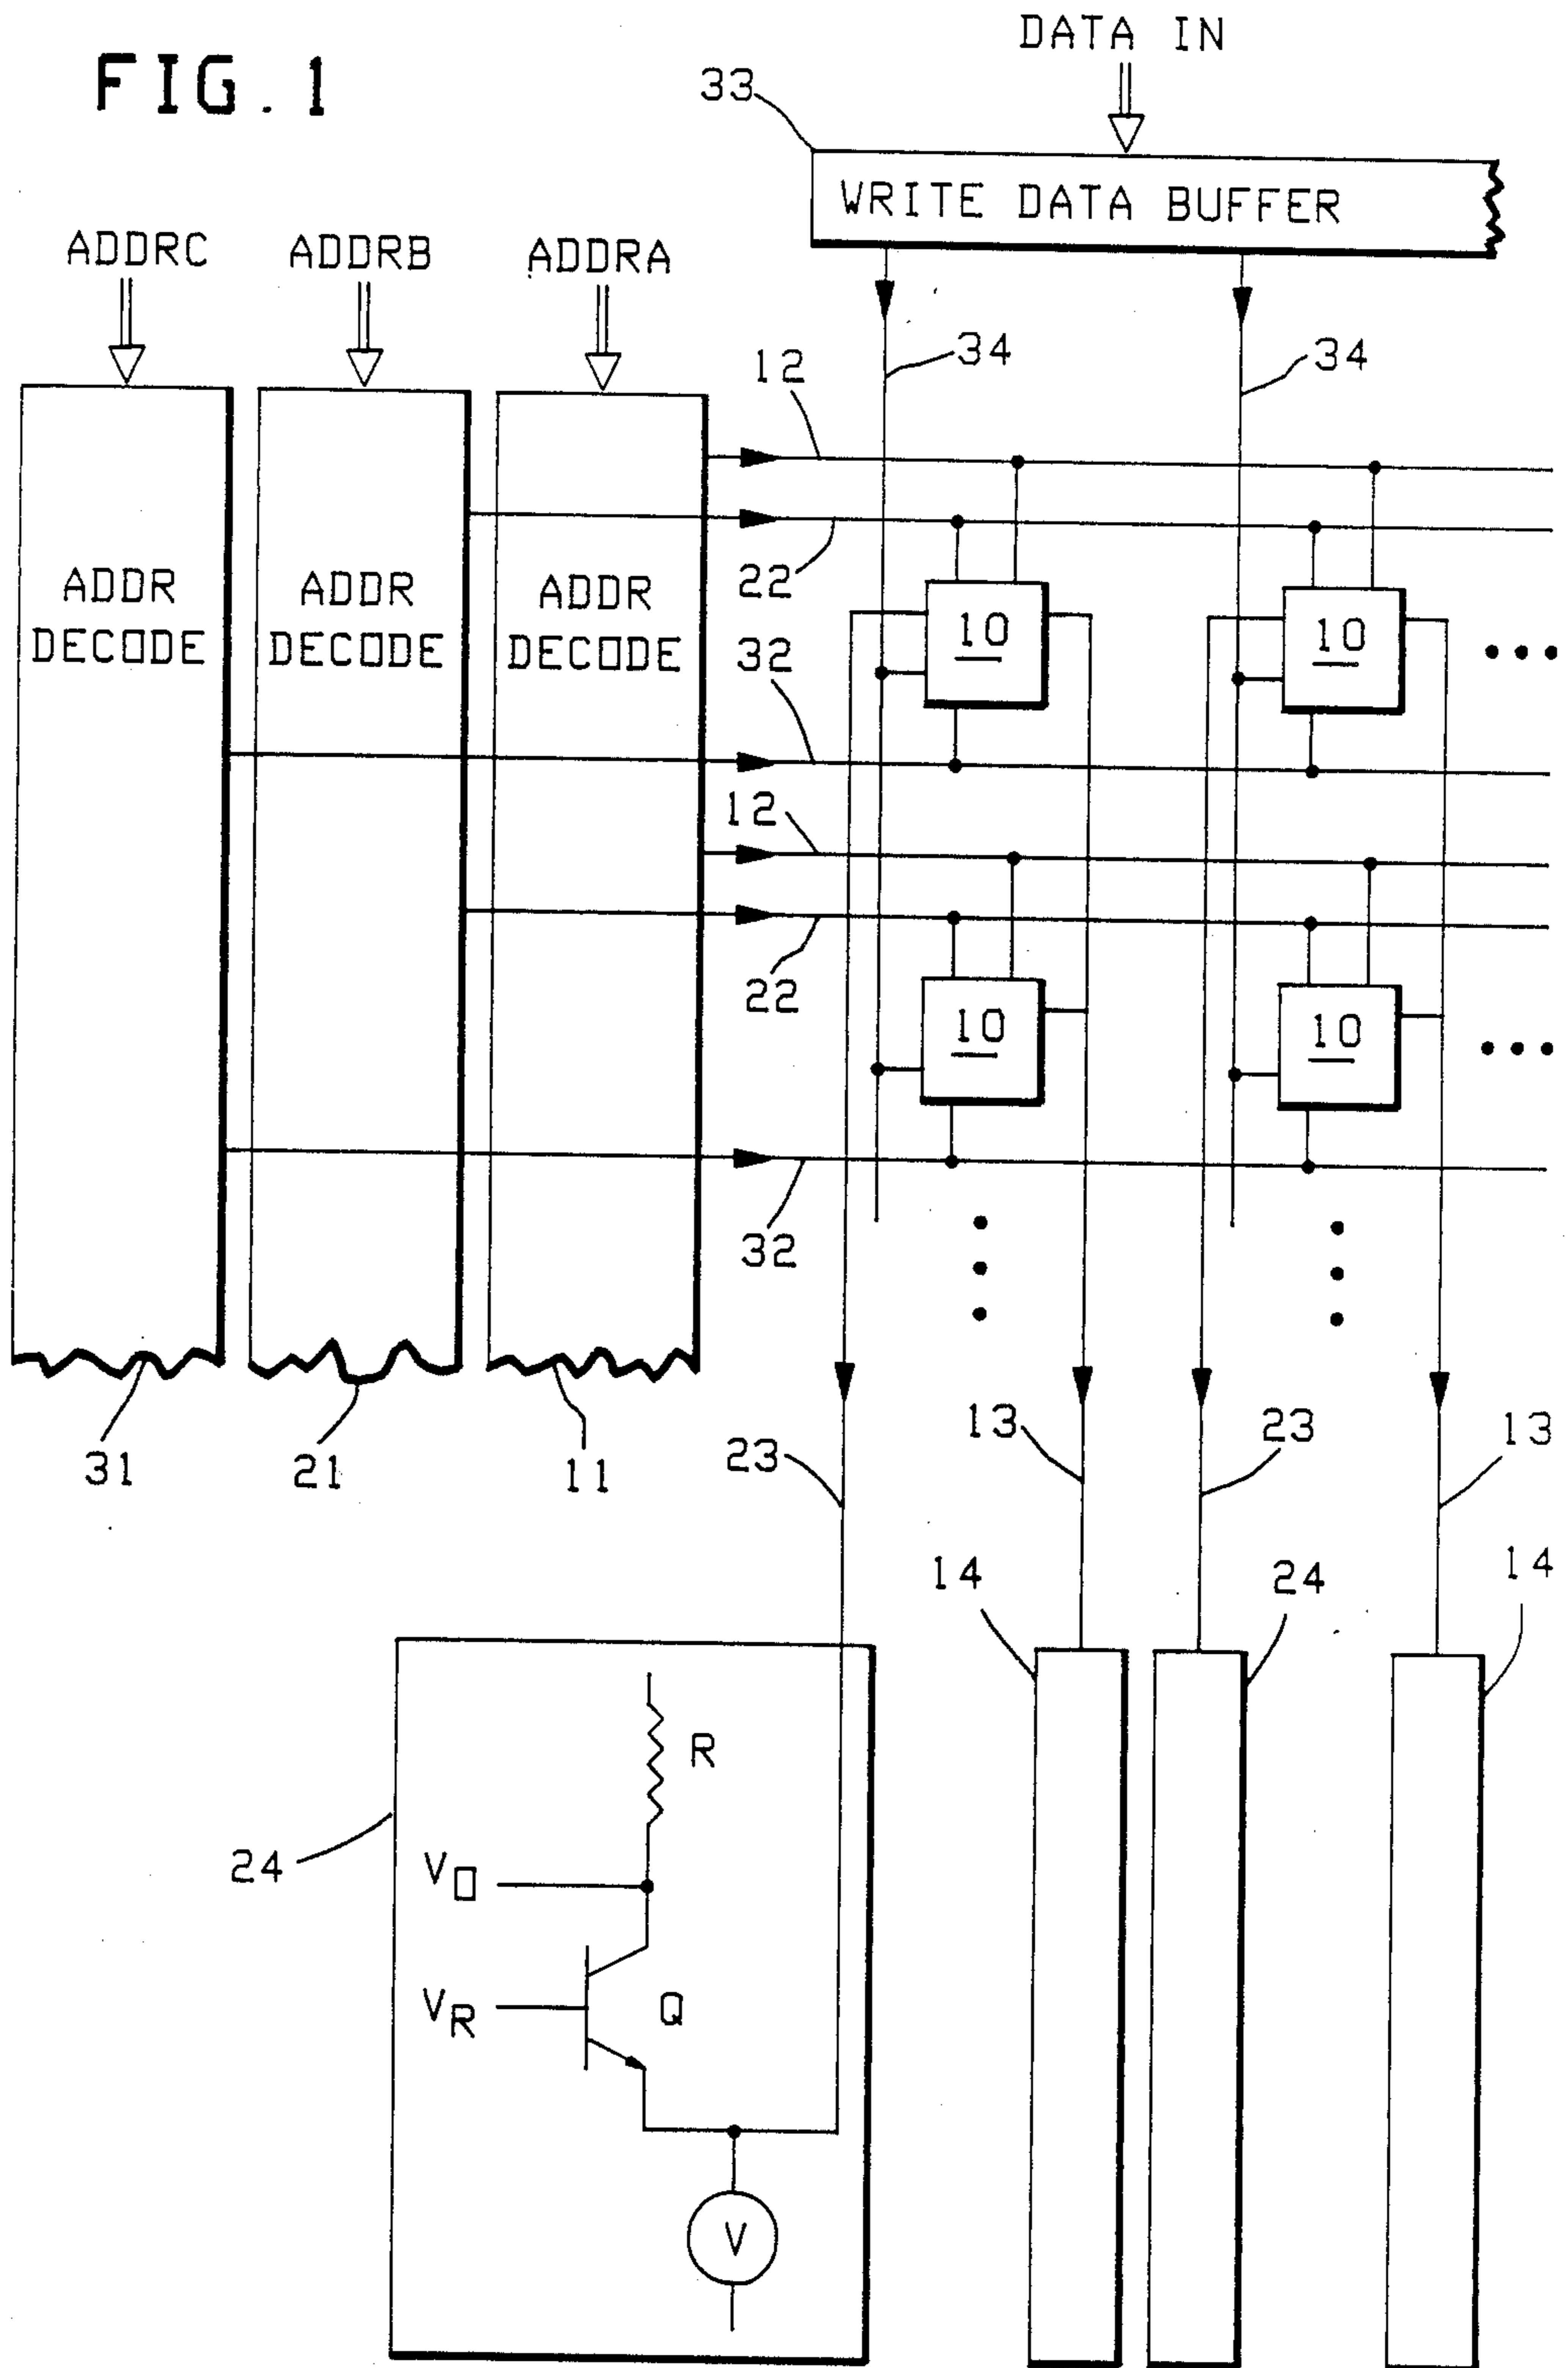 FIG. 1
DATA IN
33
WRITE DATA BUFFER
ADDRC ADDRB ADDRA
34 34
12
22
ADDR DECODE
ADDR DECODE
ADDR DECODE
10 10
32
12
22
10 10
32
31 21 11
23 13 23 13
14 24 14
R
24
VO
VR
Q
V